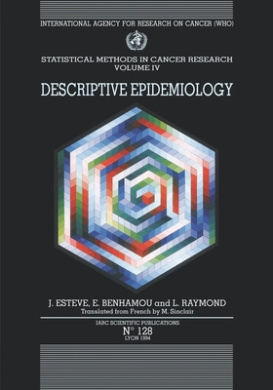 INTERNATIONAL AGENCY FOR RESEARCH ON CANCER (WHO)
STATISTICAL METHODS IN CANCER RESEARCH
VOLUME IV
DESCRIPTIVE EPIDEMIOLOGY
J. ESTEVE, E. BENHAMOU and L. RAYMOND
Translated from French by M. Sinclair
IARC SCIENTIFIC PUBLICATIONS
N° 128
LYON 1994